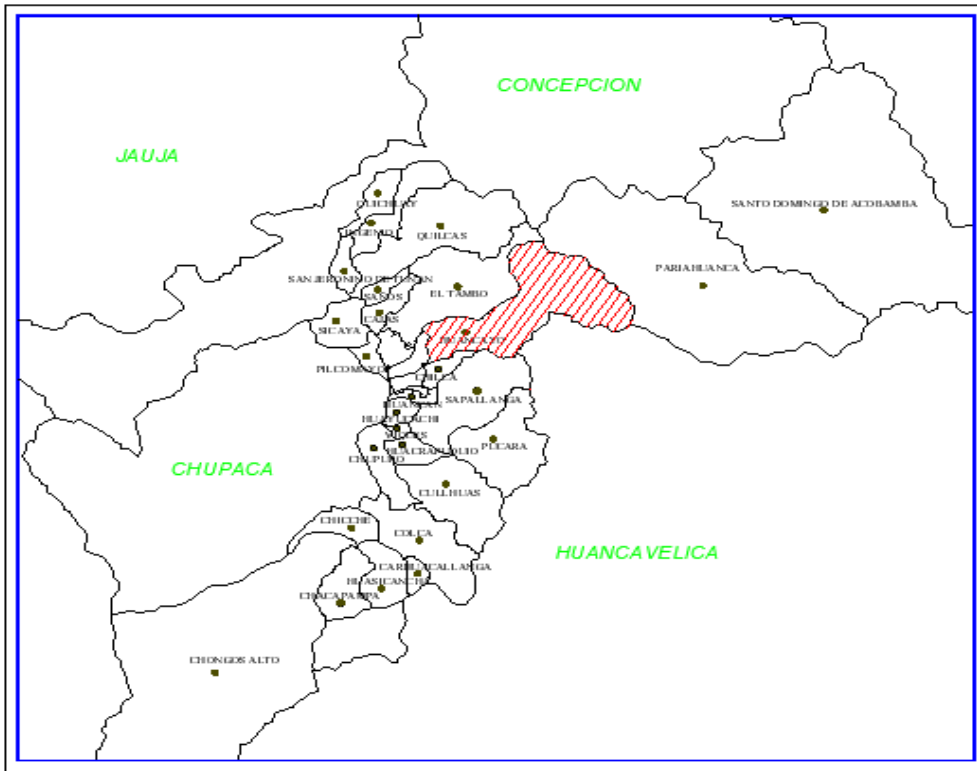 CONCEPCION
JAUJA
QUICHUAY
SANTO DOMINGO DE ACOBAMBA
INGENIO
QUILCAS
PARIAHUANCA
SAN JERONINO DE TUNAN
EL TAMBO
SAÑOS
CAJAS
SICAYA
HUANCAYO
PILCOMAYO
CHILCA
SAPALLANGA
HUANCAN
HUAYUCACHI
VIQUES
PUCARA
HUACRAPUQUIO
CHUPURO
CHUPACA
CULLHUAS
CHICCHE
COLCA
HUANCAVELICA
CARHUACALLANGA
HUASICANCHA
CHACAPAMPA
CHONGOS ALTO